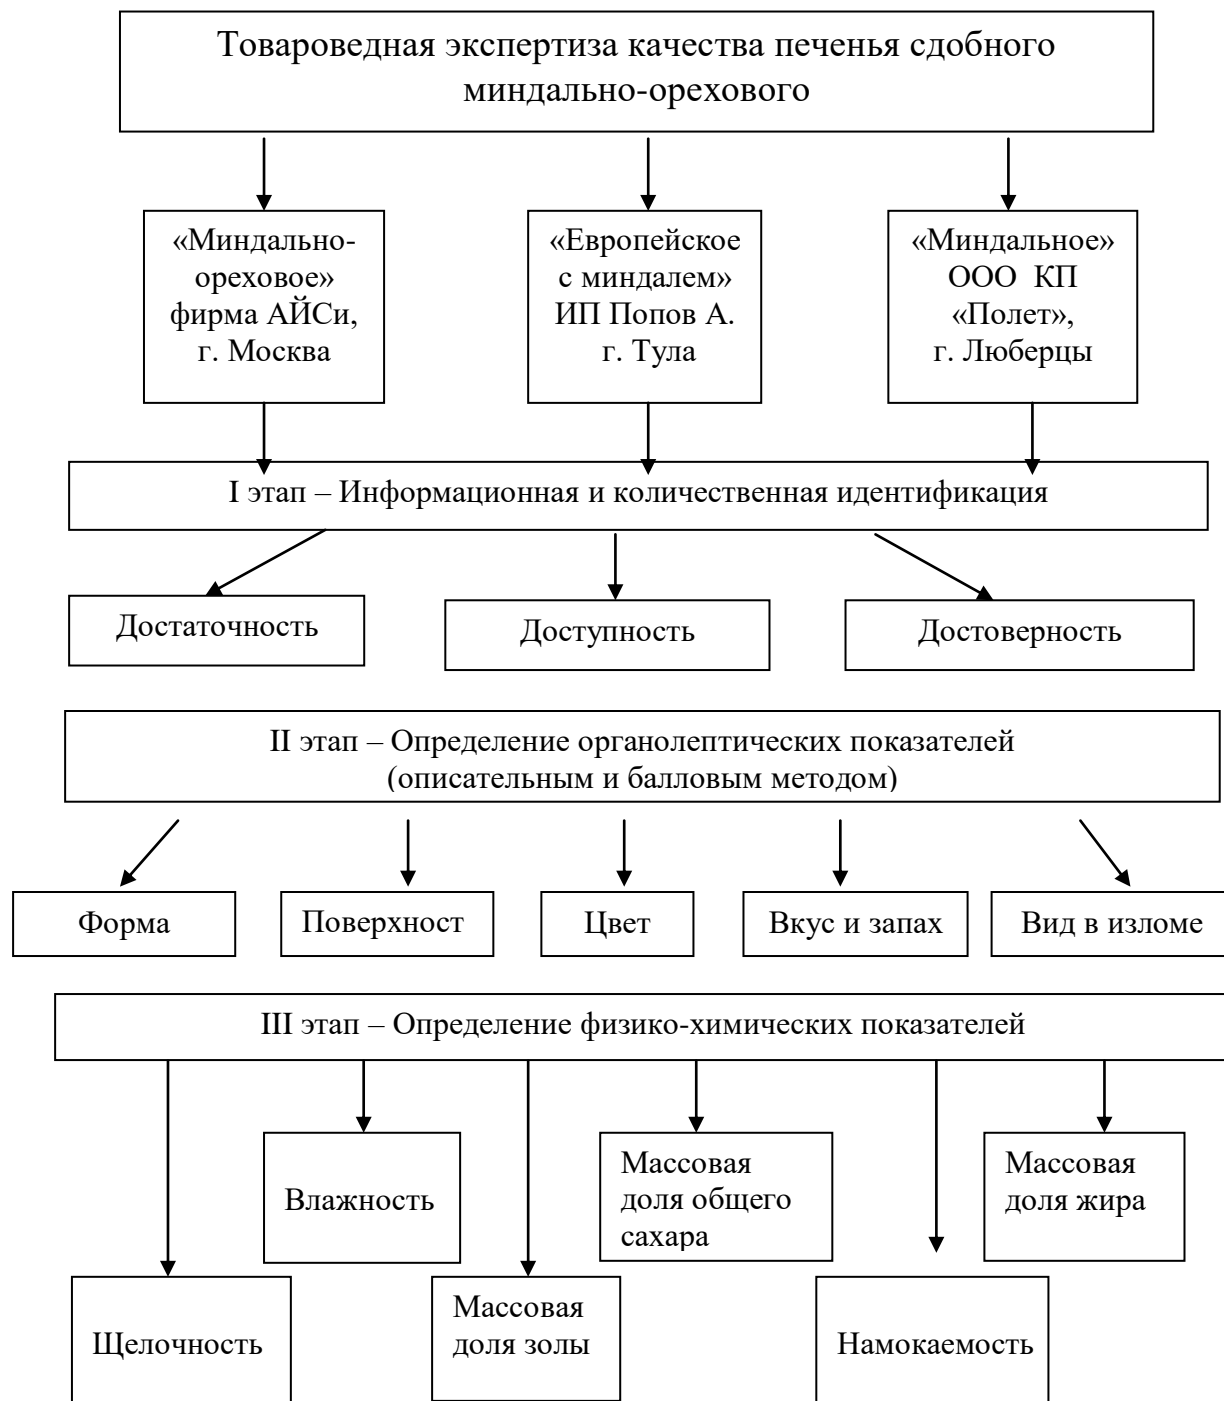 Товароведная экспертиза качества печенья сдобного
миндально-орехового
«Миндально-
ореховое»
фирма АЙСи,
г. Москва
«Европейское
с миндалем»
ИП Попов А.
г. Тула
«Миндальное»
ООО КП
«Полет»,
г. Люберцы
I этап – Информационная и количественная идентификация
Достаточность
Доступность
Достоверность
II этап – Определение органолептических показателей
(описательным и балловым методом)
Форма
Поверхност
Цвет
Вкус и запах
Вид в изломе
III этап – Определение физико-химических показателей
Влажность
Массовая
доля общего
сахара
Массовая
доля жира
Щелочность
Массовая
доля золы
Намокаемость